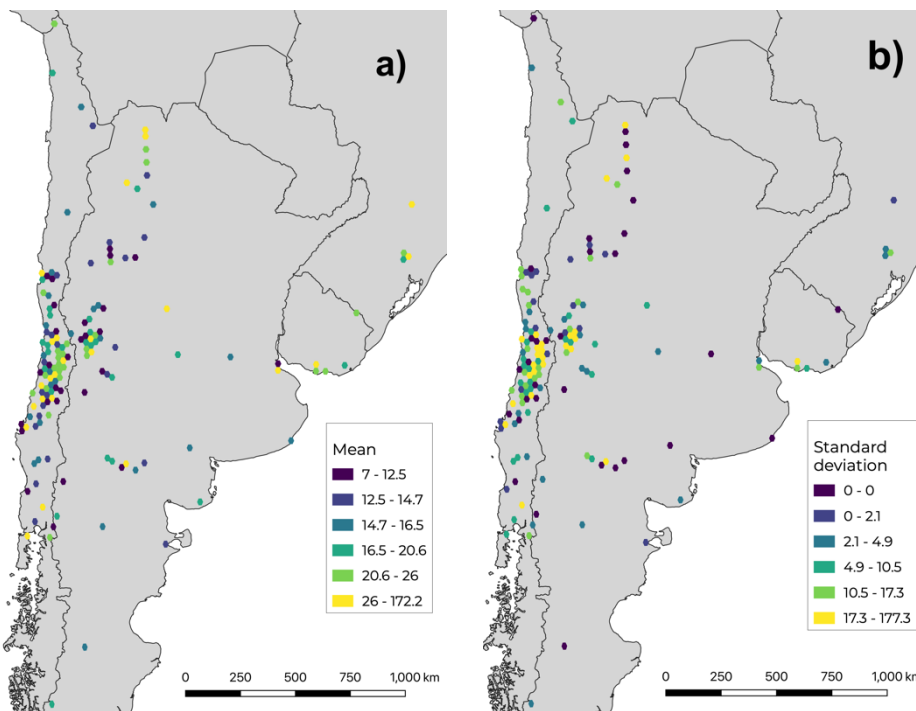 a)
Mean
7 - 12.5
12.5 - 14.7
14.7 - 16.5
16.5 - 20.6
20.6 - 26
26 - 172.2
0 250 500 750 1,000 km
b)
Standard
deviation
0 - 0
0 - 2.1
2.1 - 4.9
4.9 - 10.5
10.5 - 17.3
17.3 - 177.3
0 250 500 750 1,000 km